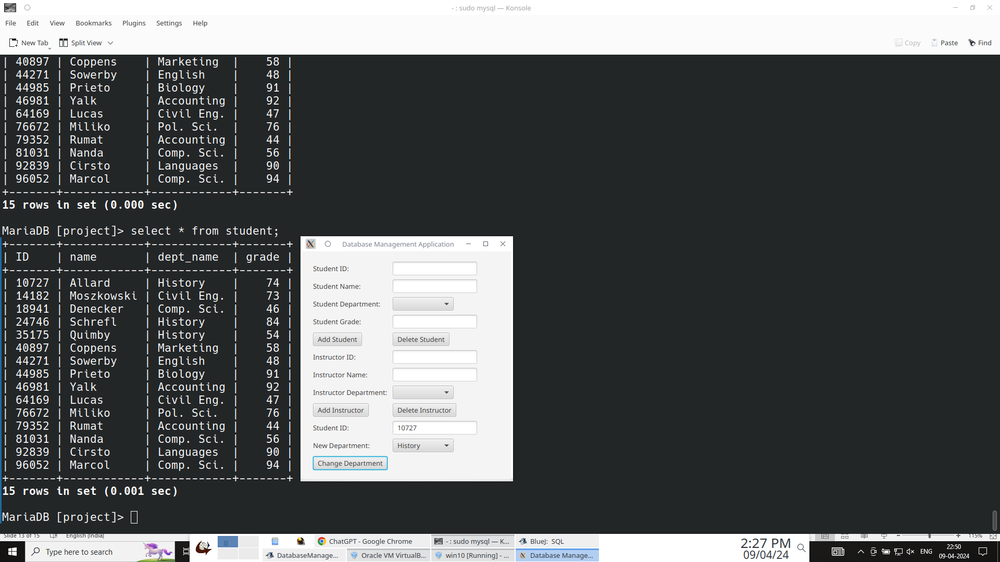 - : sudo mysql — Konsole
File Edit View Bookmarks Plugins Settings Help
New Tab Split View Copy Paste Find
| 40897 | Coppens | Marketing | 58 |
| 44271 | Sowerby | English | 48 |
| 44985 | Prieto | Biology | 91 |
| 46981 | Yalk | Accounting | 92 |
| 64169 | Lucas | Civil Eng. | 47 |
| 76672 | Miliko | Pol. Sci. | 76 |
| 79352 | Rumat | Accounting | 44 |
| 81031 | Nanda | Comp. Sci. | 56 |
| 92839 | Cirsto | Languages | 90 |
| 96052 | Marcol | Comp. Sci. | 94 |
+-------+------------+------------+-------+
15 rows in set (0.000 sec)
MariaDB [project]> select * from student;
+-------+------------+------------+-------+
| ID | name | dept_name | grade |
+-------+------------+------------+-------+
| 10727 | Allard | History | 74 |
| 14182 | Moszkowski | Civil Eng. | 73 |
| 18941 | Denecker | Comp. Sci. | 46 |
| 24746 | Schrefl | History | 84 |
| 35175 | Quimby | History | 54 |
| 40897 | Coppens | Marketing | 58 |
| 44271 | Sowerby | English | 48 |
| 44985 | Prieto | Biology | 91 |
| 46981 | Yalk | Accounting | 92 |
| 64169 | Lucas | Civil Eng. | 47 |
| 76672 | Miliko | Pol. Sci. | 76 |
| 79352 | Rumat | Accounting | 44 |
| 81031 | Nanda | Comp. Sci. | 56 |
| 92839 | Cirsto | Languages | 90 |
| 96052 | Marcol | Comp. Sci. | 94 |
+-------+------------+------------+-------+
15 rows in set (0.001 sec)
MariaDB [project]>
Database Management Application
Student ID:
Student Name:
Student Department:
Student Grade:
Add Student Delete Student
Instructor ID:
Instructor Name:
Instructor Department:
Add Instructor Delete Instructor
Student ID: 10727
New Department: History
Change Department
Slide 13 of 15 English (India) 115%
ChatGPT - Google Chrome - : sudo mysql — K... BlueJ: SQL
DatabaseManage... Oracle VM VirtualB... win10 [Running] - ... Database Manage...
2:27 PM
09/04/24
Type here to search
ENG
22:50
09-04-2024